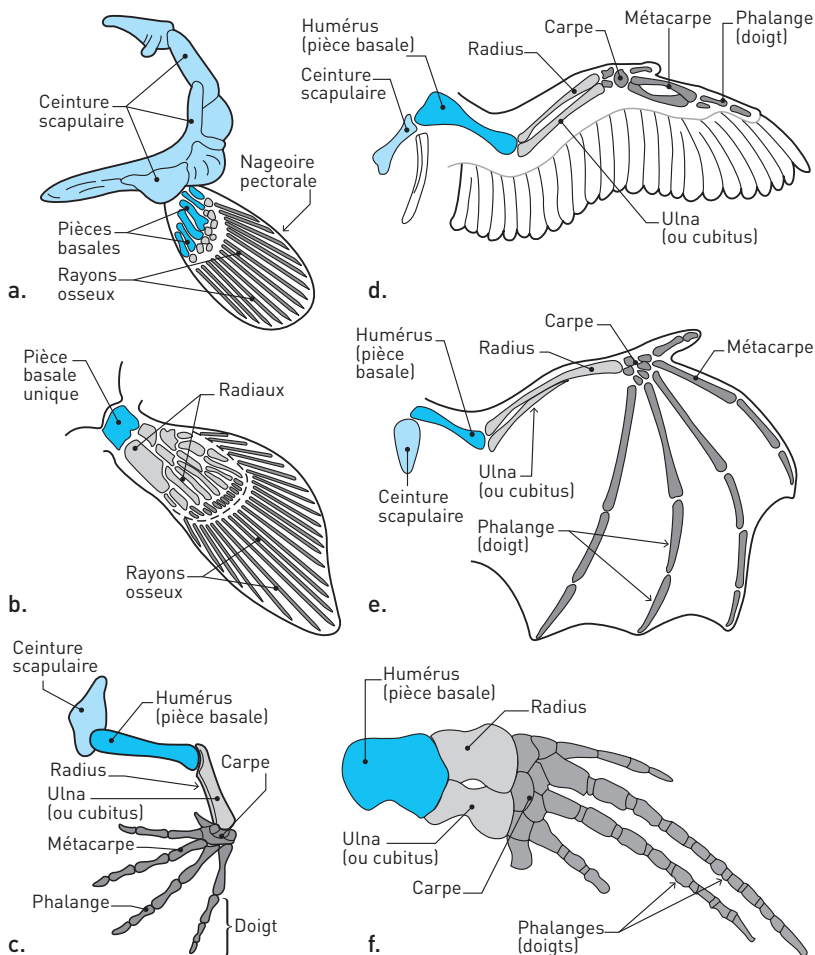 Ceinture
scapulaire
Nageoire
pectorale
Pièces
basales
Rayons
osseux
a.
Humérus
(pièce basale)
Ceinture
scapulaire
Radius
Carpe
Métacarpe
Phalange
(doigt)
Ulna
(ou cubitus)
d.
Pièce
basale
unique
Radiaux
Rayons
osseux
b.
Humérus
(pièce
basale)
Radius
Carpe
Métacarpe
Ulna
(ou cubitus)
Ceinture
scapulaire
Phalange
(doigt)
e.
Ceinture
scapulaire
Humérus
(pièce basale)
Radius
Carpe
Ulna
(ou cubitus)
Métacarpe
Phalange
Doigt
c.
Humérus
(pièce basale)
Radius
Ulna
(ou cubitus)
Carpe
Phalanges
(doigts)
f.